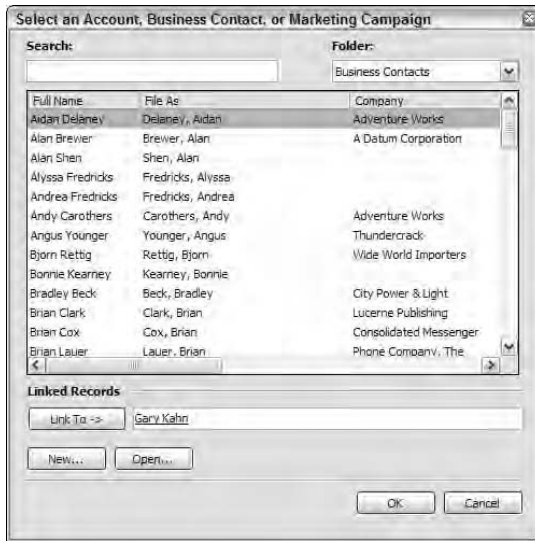 Select an Account, Business Contact, or Marketing Campaign
Search: Folder:
Business Contacts
Full Name File As Company
Aidan Delaney Delaney, Aidan Adventure Works
Alan Brewer Brewer, Alan A Datum Corporation
Alan Shen Shen, Alan
Alyssa Fredricks Fredricks, Alyssa
Andrea Fredricks Fredricks, Andrea
Andy Carothers Carothers, Andy Adventure Works
Angus Younger Younger, Angus Thundercrack
Bjorn Rettig Rettig, Bjorn Wide World Importers
Bonnie Kearney Kearney, Bonnie
Bradley Beck Beck, Bradley City Power & Light
Brian Clark Clark, Brian Lucerne Publishing
Brian Cox Cox, Brian Consolidated Messenger
Brian Lauer Lauer, Brian Phone Company, The
Linked Records
Link To -> Gary Kahn
New... Open...
OK Cancel